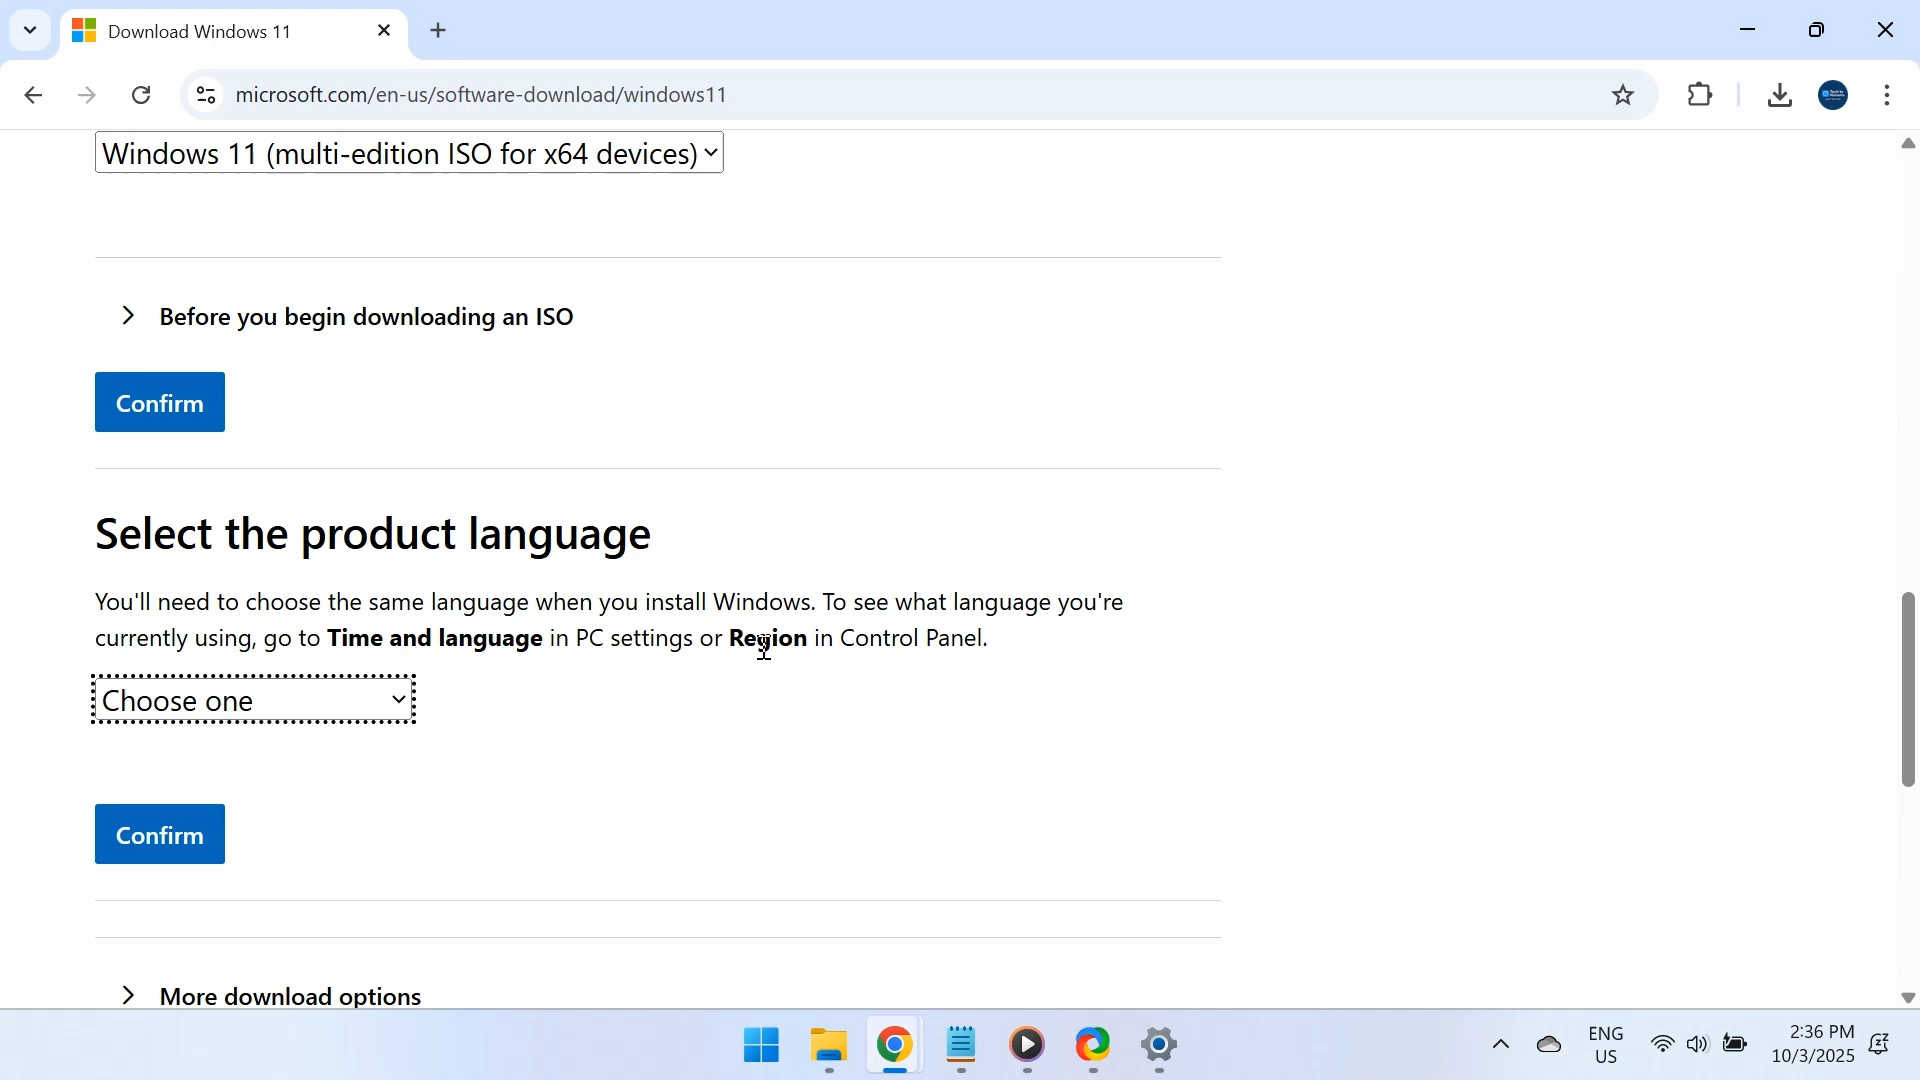 Download Windows 11
microsoft.com/en-us/software-download/windows11
Windows 11 (multi-edition ISO for x64 devices)
Before you begin downloading an ISO
Confirm
Select the product language
You'll need to choose the same language when you install Windows. To see what language you're
currently using, go to Time and language in PC settings or Region in Control Panel.
Choose one
Confirm
More download options
ENG
US
2:36 PM
10/3/2025